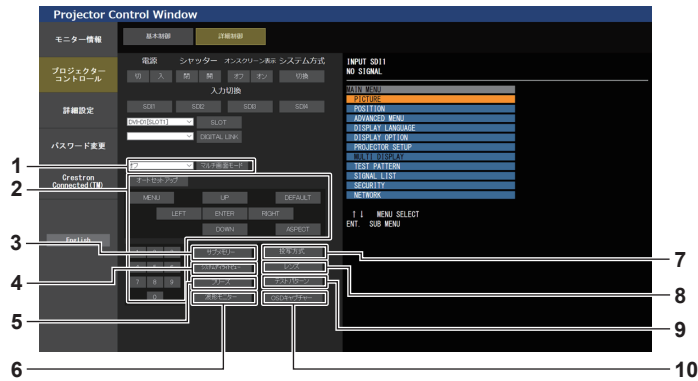 Projector Control Window
モニター情報
基本制御
詳細制御
プロジェクター
コントロール
詳細設定
パスワード変更
Crestron
Connected(TM)
English
電源 シャッター オンスクリーン表示 システム方式
切 入 閉 開 オフ オン 切換
入力切換
SDI1 SDI2 SDI3 SDI4
DVI-D1[SLOT1] SLOT
DIGITAL LINK
オフ マルチ画面モード
オートセットアップ
MENU UP DEFAULT
LEFT ENTER RIGHT
DOWN ASPECT
サブメモリー 投写方式
システムデイライトビュー レンズ
7 8 9 フリーズ テストパターン
0 波形モニター OSDキャプチャー
INPUT SDI1
NO SIGNAL
MAIN MENU
PICTURE
POSITION
ADVANCED MENU
DISPLAY LANGUAGE
DISPLAY OPTION
PROJECTOR SETUP
MULTI DISPLAY
TEST PATTERN
SIGNAL LIST
SECURITY
NETWORK
↑↓ MENU SELECT
ENT. SUB MENU
1
2
3
4
5
6
7
8
9
10